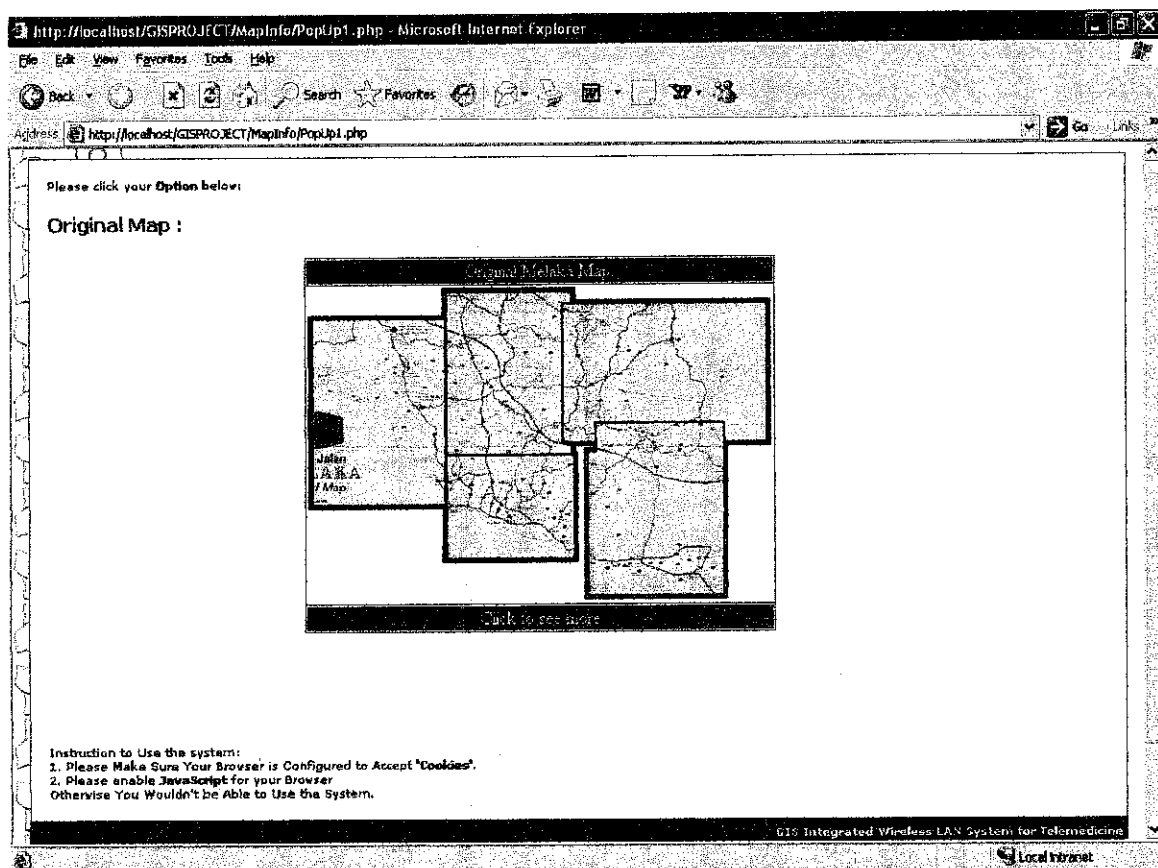 http://localhost/GISPROJECT/MapInfo/PopUp1.php - Microsoft Internet Explorer
File Edit View Favorites Tools Help
Back Search Favorites
Address http://localhost/GISPROJECT/MapInfo/PopUp1.php Go Links
Please click your Option below:
Original Map :
Original Melaka Map
Jalan
Map
Click to see more
Instruction to Use the system:
1. Please Make Sure Your Browser is Configured to Accept "Cookies".
2. Please enable JavaScript for your Browser
Otherwise You Wouldn't be Able to Use the System.
GIS Integrated Wireless LAN System for Telemedicine
Local intranet